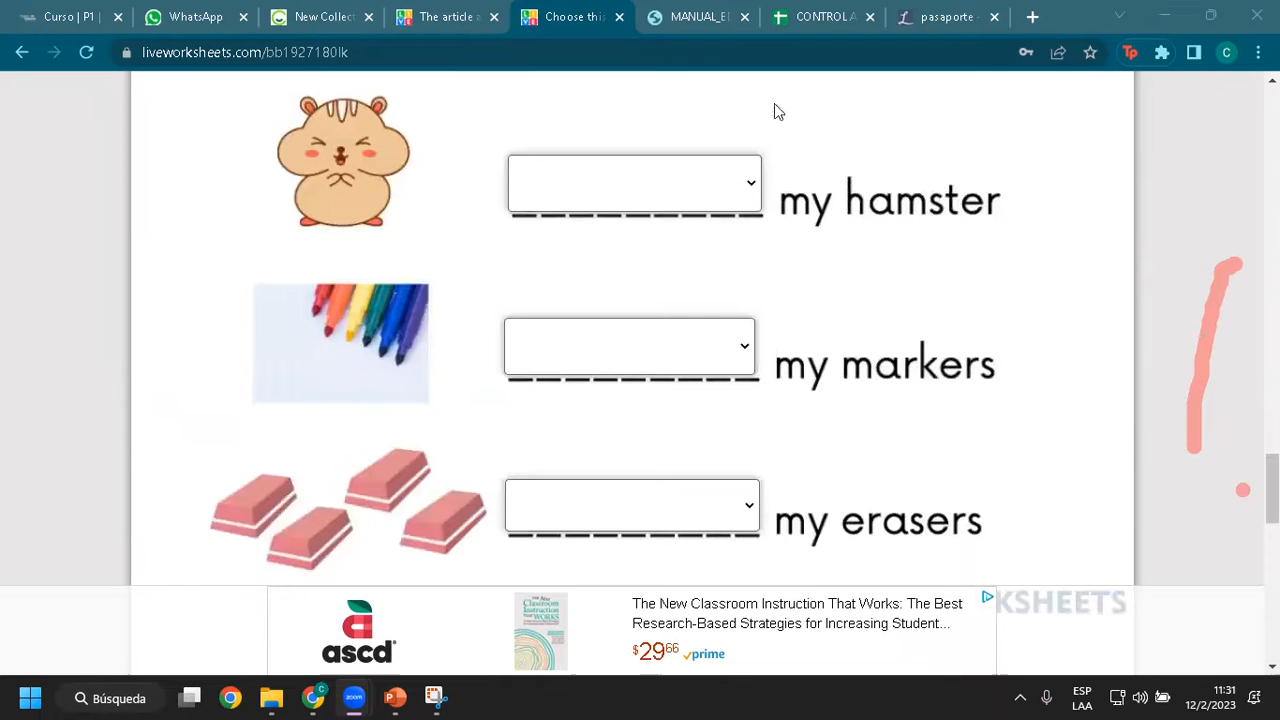 Curso | P1
WhatsApp
New Collect
The article a
Choose this
MANUAL_EI
CONTROL A
pasaporte -
liveworksheets.com/bb1927180lk
C
my hamster
my markers
my erasers
KSHEETS
ascd
The New Classroom Instruction That Works: The Best
Research-Based Strategies for Increasing Student...
$29.66 prime
Búsqueda
zoom
ESP
LAA
11:31
12/2/2023